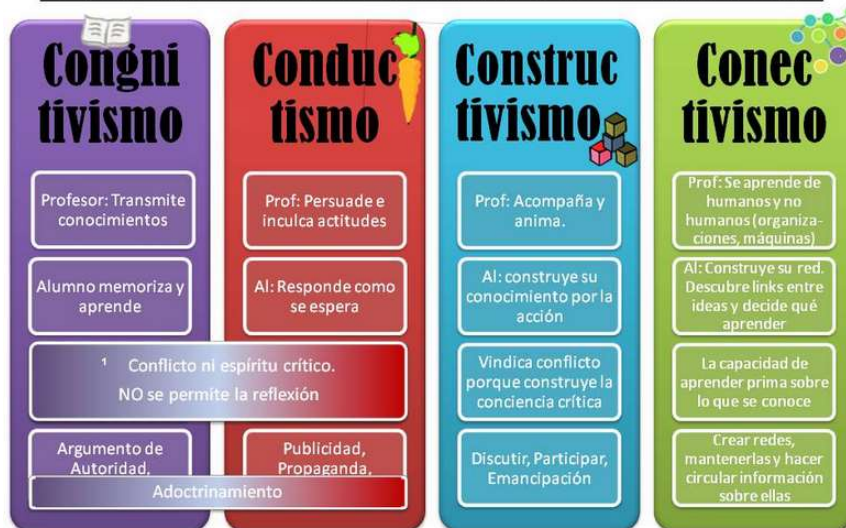 Congni
tivismo
Profesor: Transmite
conocimientos
Alumno memoriza y
aprende
Conduc
tismo
Prof: Persuade e
inculca actitudes
Al: Responde como
se espera
¹ Conflicto ni espíritu crítico.
NO se permite la reflexión
Argumento de
Autoridad,
Publicidad,
Propaganda,
Adoctrinamiento
Construc
tivismo
Prof: Acompaña y
anima.
Al: construye su
conocimiento por la
acción
Vindica conflicto
porque construye la
conciencia crítica
Discutir, Participar,
Emancipación
Conec
tivismo
Prof: Se aprende de
humanos y no
humanos (organiza-
ciones, máquinas)
Al: Construye su red.
Descubre links entre
ideas y decide qué
aprender
La capacidad de
aprender prima sobre
lo que se conoce
Crear redes,
mantenerlas y hacer
circular información
sobre ellas